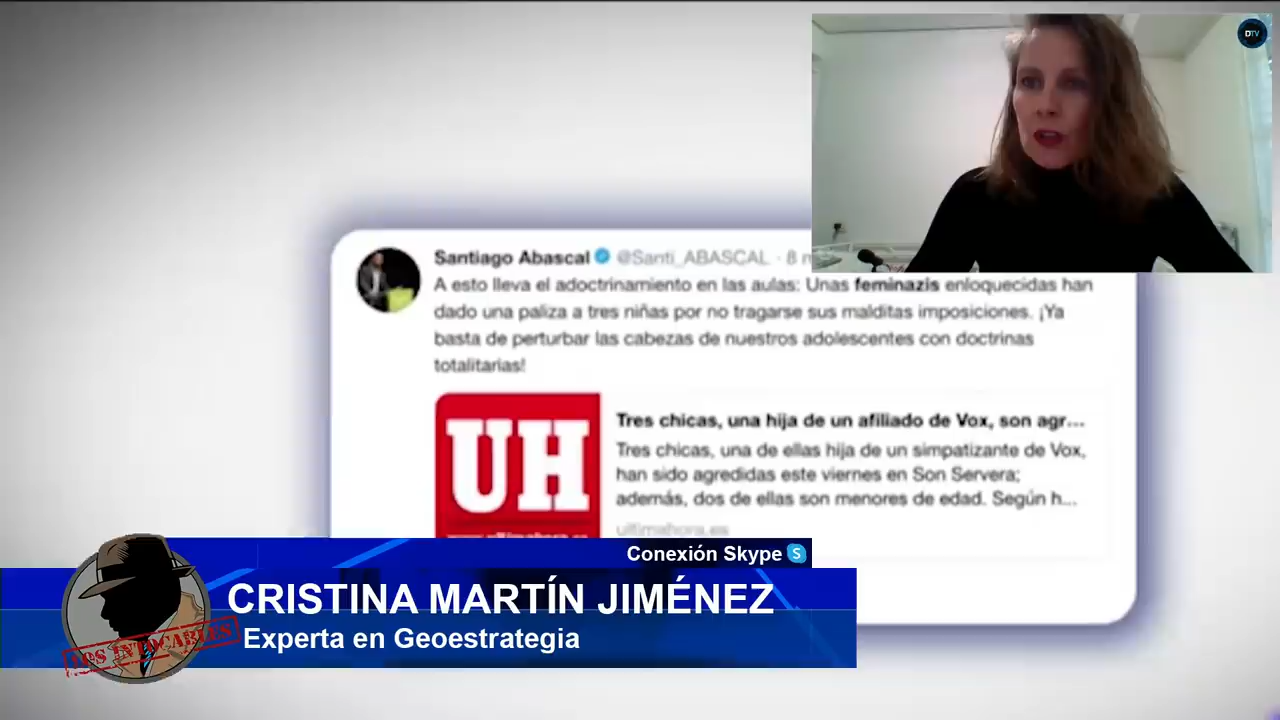 DTV
Santiago Abascal @Santi_ABASCAL · 8
A esto lleva el adoctrinamiento en las aulas: Unas feminazis enloquecidas han
dado una paliza a tres niñas por no tragarse sus malditas imposiciones. ¡Ya
basta de perturbar las cabezas de nuestros adolescentes con doctrinas
totalitarias!
UH
Tres chicas, una hija de un afiliado de Vox, son agr...
Tres chicas, una de ellas hija de un simpatizante de Vox,
han sido agredidas este viernes en Son Servera;
además, dos de ellas son menores de edad. Según h...
ultimahora.es
Conexión Skype
CRISTINA MARTÍN JIMÉNEZ
Experta en Geoestrategia
LOS INTOCABLES